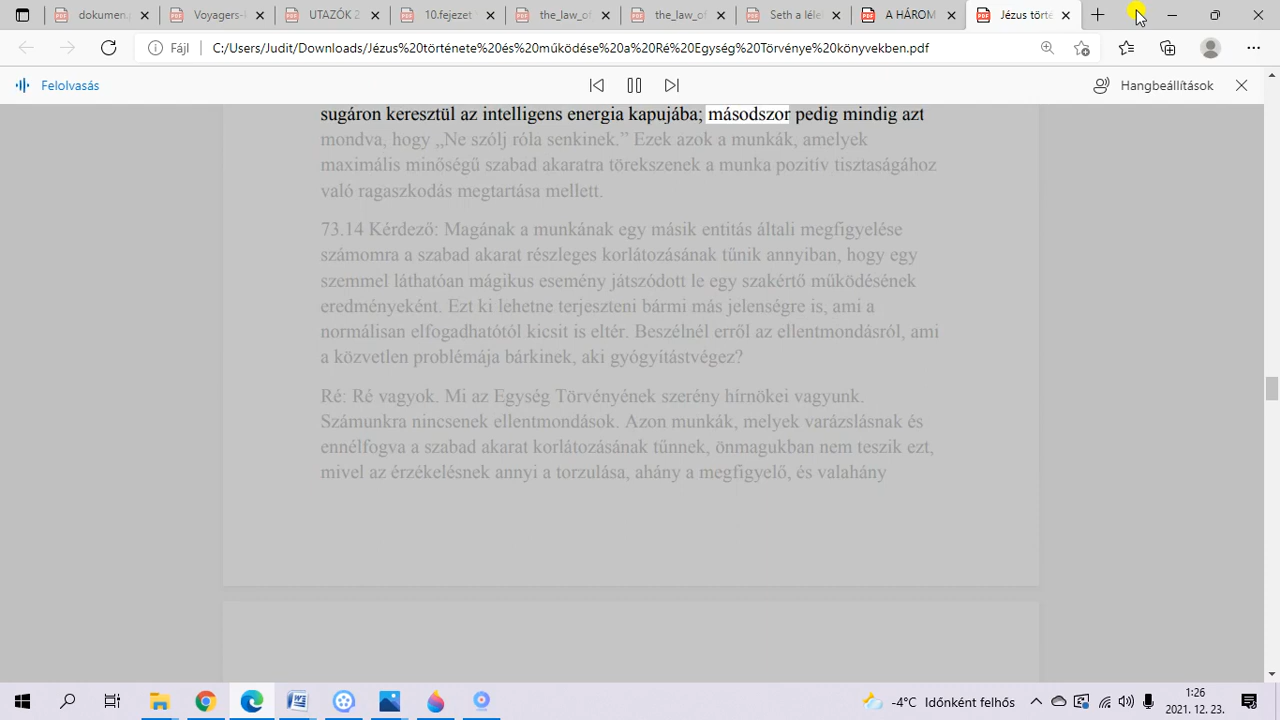 dokumen.
Voyagers-
UTAZÓK 2
10.fejezet
the_law_of
the_law_of
Seth a léle
A HÁROM
Jézus törté
Fájl
C:/Users/Judit/Downloads/Jézus%20története%20és%20működése%20a%20Ré%20Egység%20Törvénye%20könyvekben.pdf
Felolvasás
Hangbeállítások
sugáron keresztül az intelligens energia kapujába; másodszor pedig mindig azt
mondva, hogy „Ne szólj róla senkinek.” Ezek azok a munkák, amelyek
maximális minőségű szabad akaratra törekszenek a munka pozitív tisztaságához
való ragaszkodás megtartása mellett.
73.14 Kérdező: Magának a munkának egy másik entitás általi megfigyelése
számomra a szabad akarat részleges korlátozásának tűnik annyiban, hogy egy
szemmel láthatóan mágikus esemény játszódott le egy szakértő működésének
eredményeként. Ezt ki lehetne terjeszteni bármi más jelenségre is, ami a
normálisan elfogadhatótól kicsit is eltér. Beszélnél erről az ellentmondásról, ami
a közvetlen problémája bárkinek, aki gyógyítástvégez?
Ré: Ré vagyok. Mi az Egység Törvényének szerény hírnökei vagyunk.
Számunkra nincsenek ellentmondások. Azon munkák, melyek varázslásnak és
ennélfogva a szabad akarat korlátozásának tűnnek, önmagukban nem teszik ezt,
mivel az érzékelésnek annyi a torzulása, ahány a megfigyelő, és valahány
-4°C Időnként felhős
1:26
2021. 12. 23.